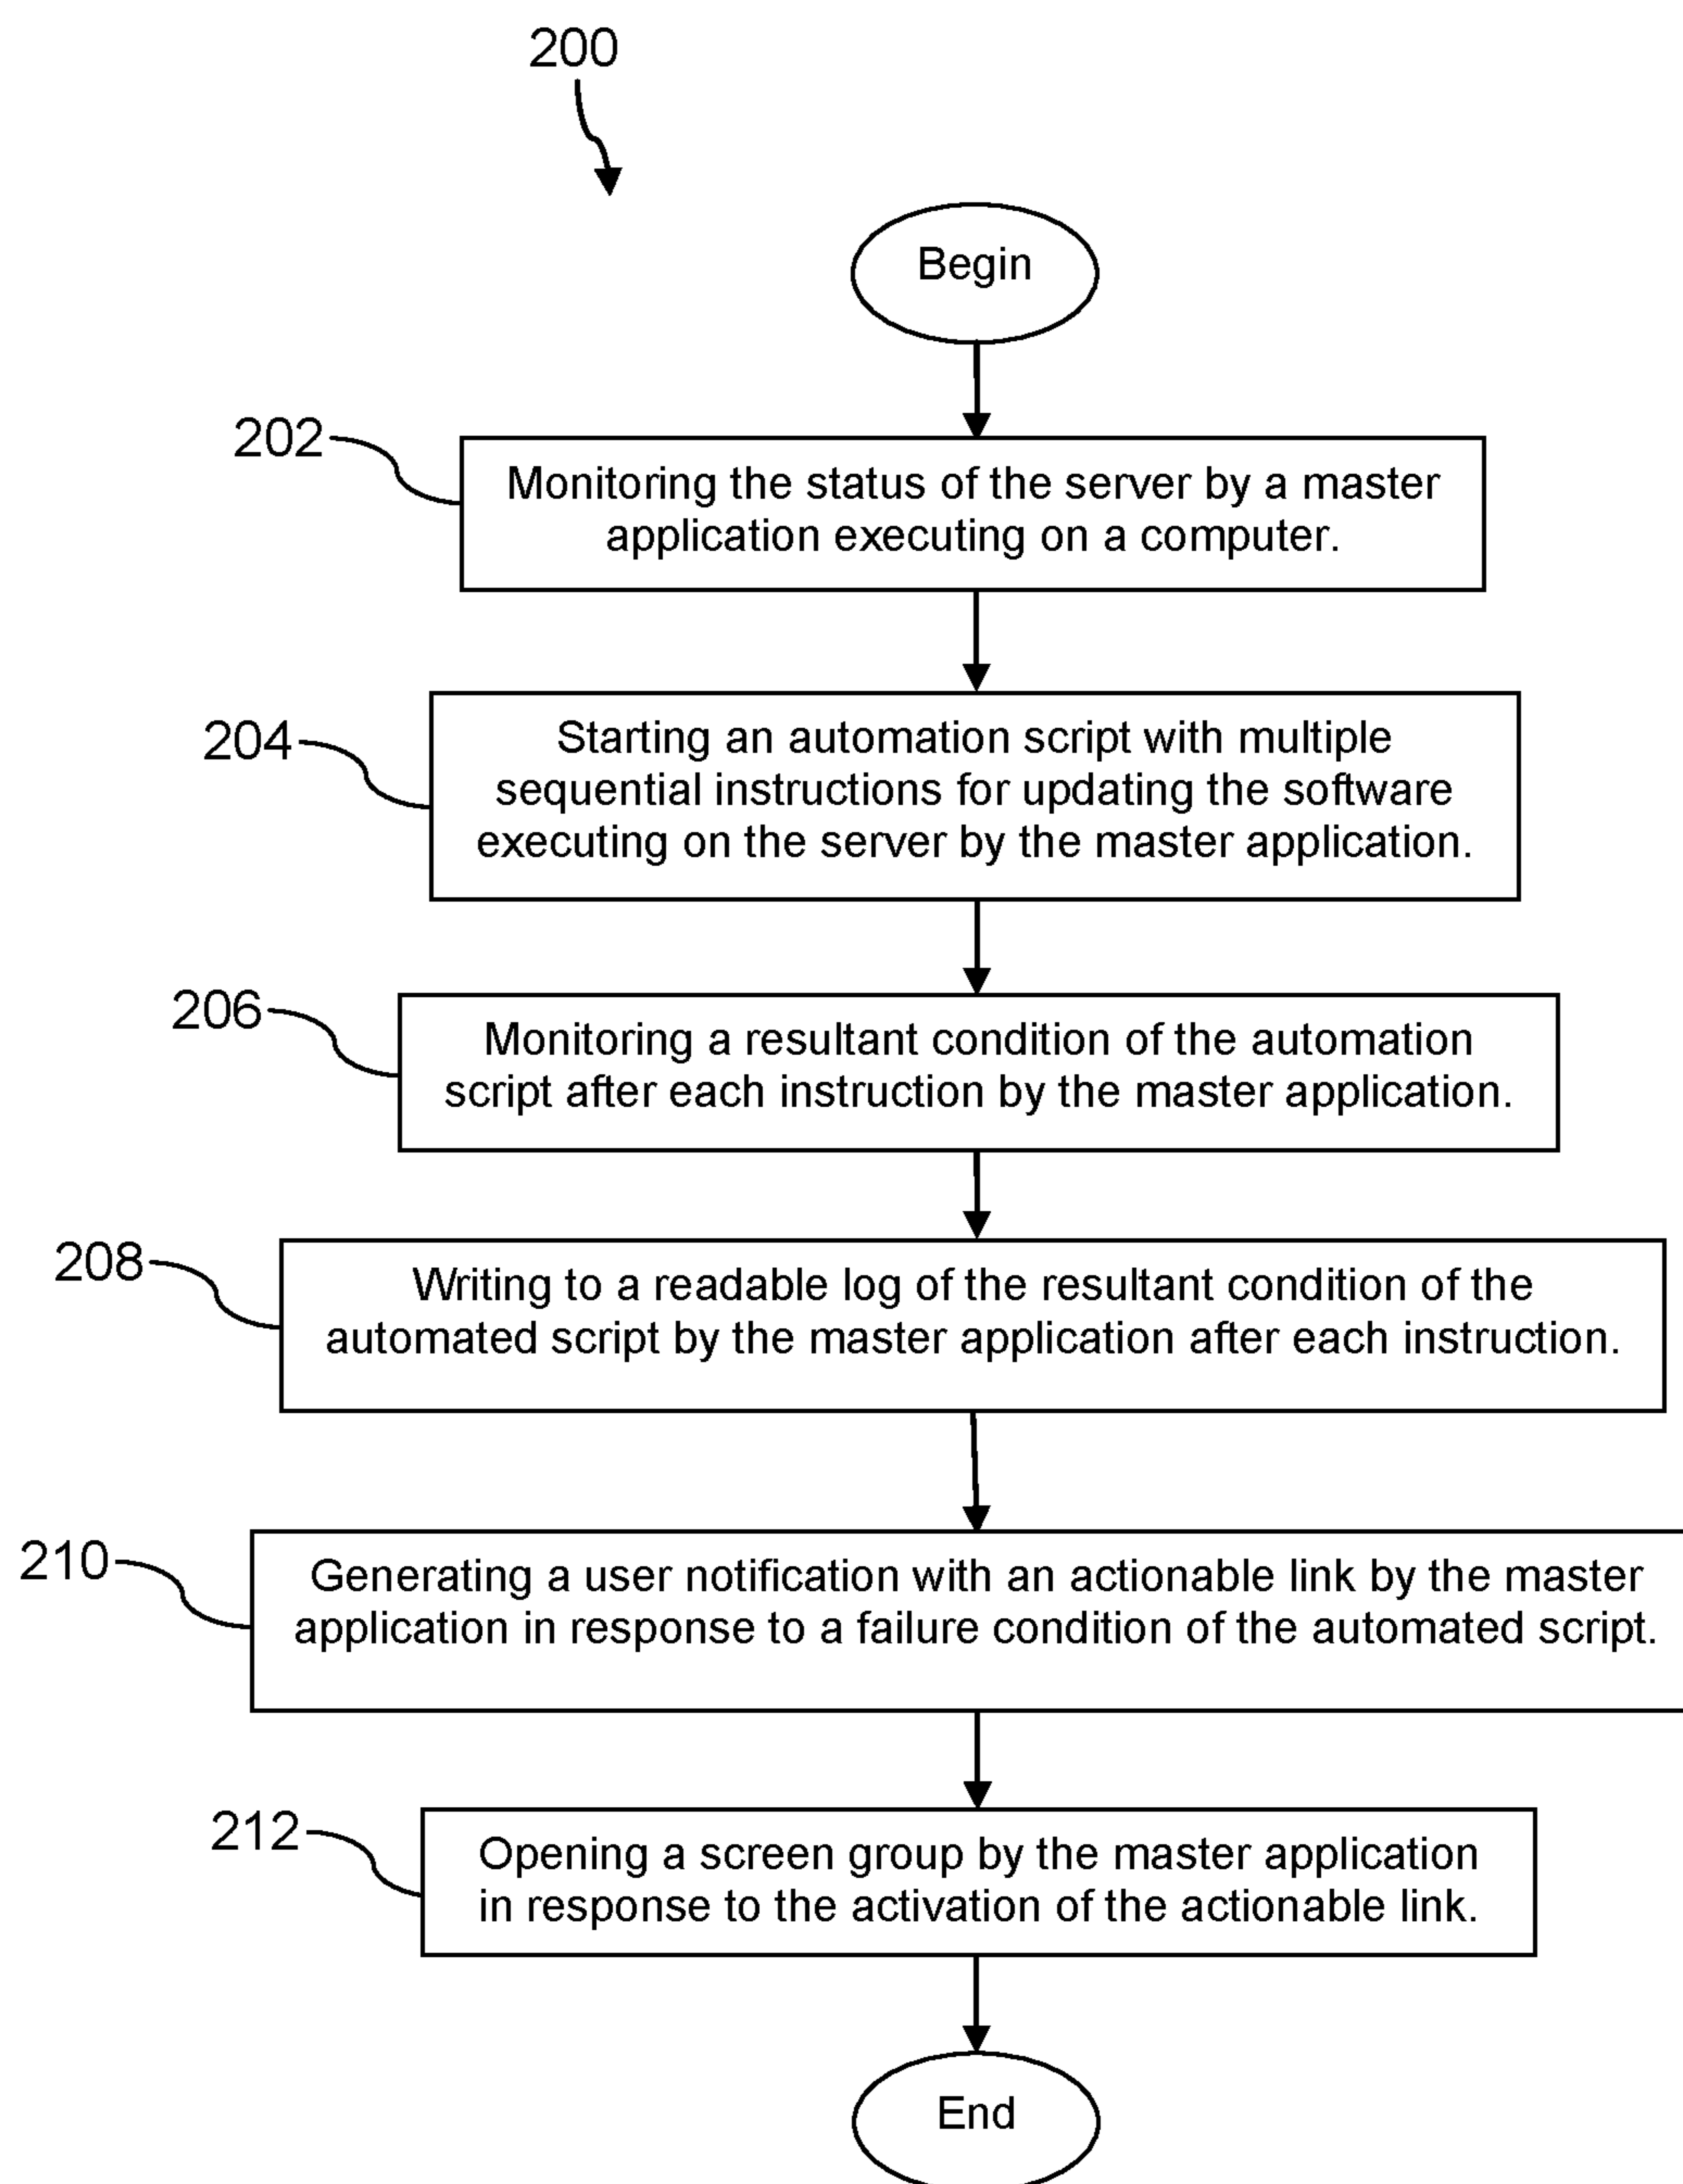 200
Begin
202
Monitoring the status of the server by a master
application executing on a computer.
204
Starting an automation script with multiple
sequential instructions for updating the software
executing on the server by the master application.
206
Monitoring a resultant condition of the automation
script after each instruction by the master application.
208
Writing to a readable log of the resultant condition of the
automated script by the master application after each instruction.
210
Generating a user notification with an actionable link by the master
application in response to a failure condition of the automated script.
212
Opening a screen group by the master application
in response to the activation of the actionable link.
End